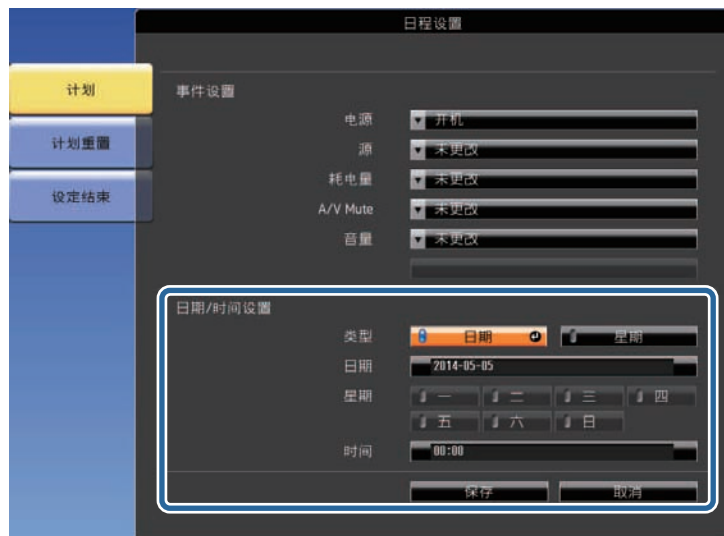 日程设置
计划
计划重置
设定结束
事件设置
电源 开机
源 未更改
耗电量 未更改
A/V Mute 未更改
音量 未更改
日期/时间设置
类型 日期 星期
日期 2014-05-05
星期 一 二 三 四
五 六 日
时间 00:00
保存 取消